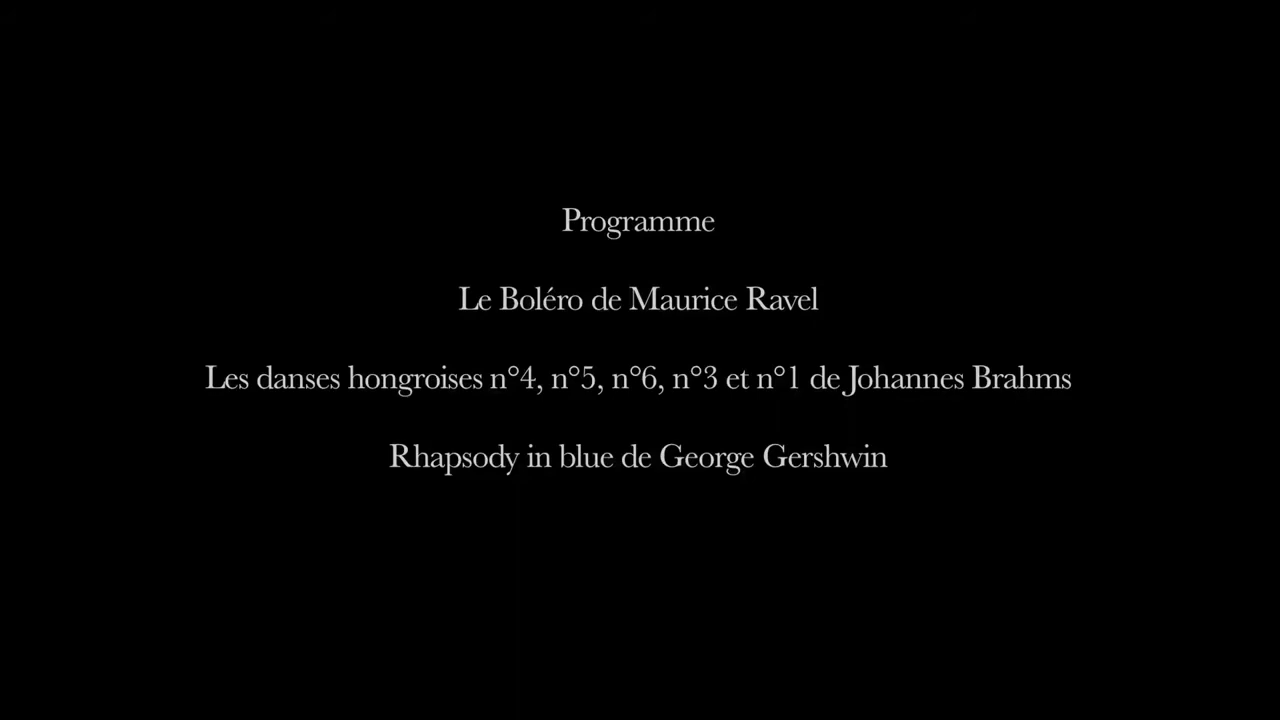 Programme
Le Boléro de Maurice Ravel
Les danses hongroises n°4, n°5, n°6, n°3 et n°1 de Johannes Brahms
Rhapsody in blue de George Gershwin